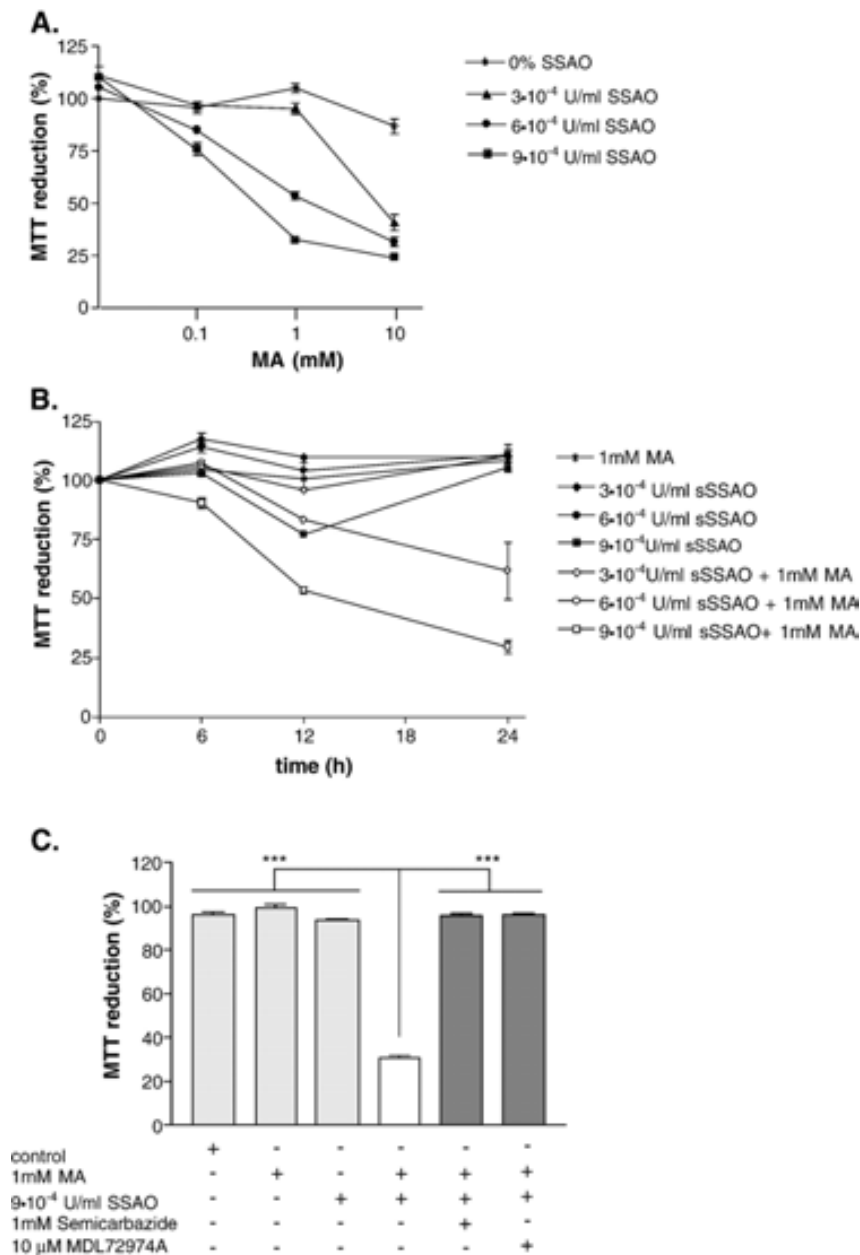 A.
MTT reduction (%)
125
100
75
50
25
0
0.1 1 10
MA (mM)
0% SSAO
3•10⁻⁴ U/ml SSAO
6•10⁻⁴ U/ml SSAO
9•10⁻⁴ U/ml SSAO
B.
MTT reduction (%)
125
100
75
50
25
0
0 6 12 18 24
time (h)
1mM MA
3•10⁻⁴ U/ml sSSAO
6•10⁻⁴ U/ml sSSAO
9•10⁻⁴U/ml sSSAO
3•10⁻⁴U/ml sSSAO + 1mM MA
6•10⁻⁴ U/ml sSSAO + 1mM MA
9•10⁻⁴ U/ml sSSAO+ 1mM MA
C.
MTT reduction (%)
120
100
80
60
40
20
0
*** ***
control + - - - - -
1mM MA - + - + + +
9•10⁻⁴ U/ml SSAO - - + + + +
1mM Semicarbazide - - - - + -
10 µM MDL72974A - - - - - +